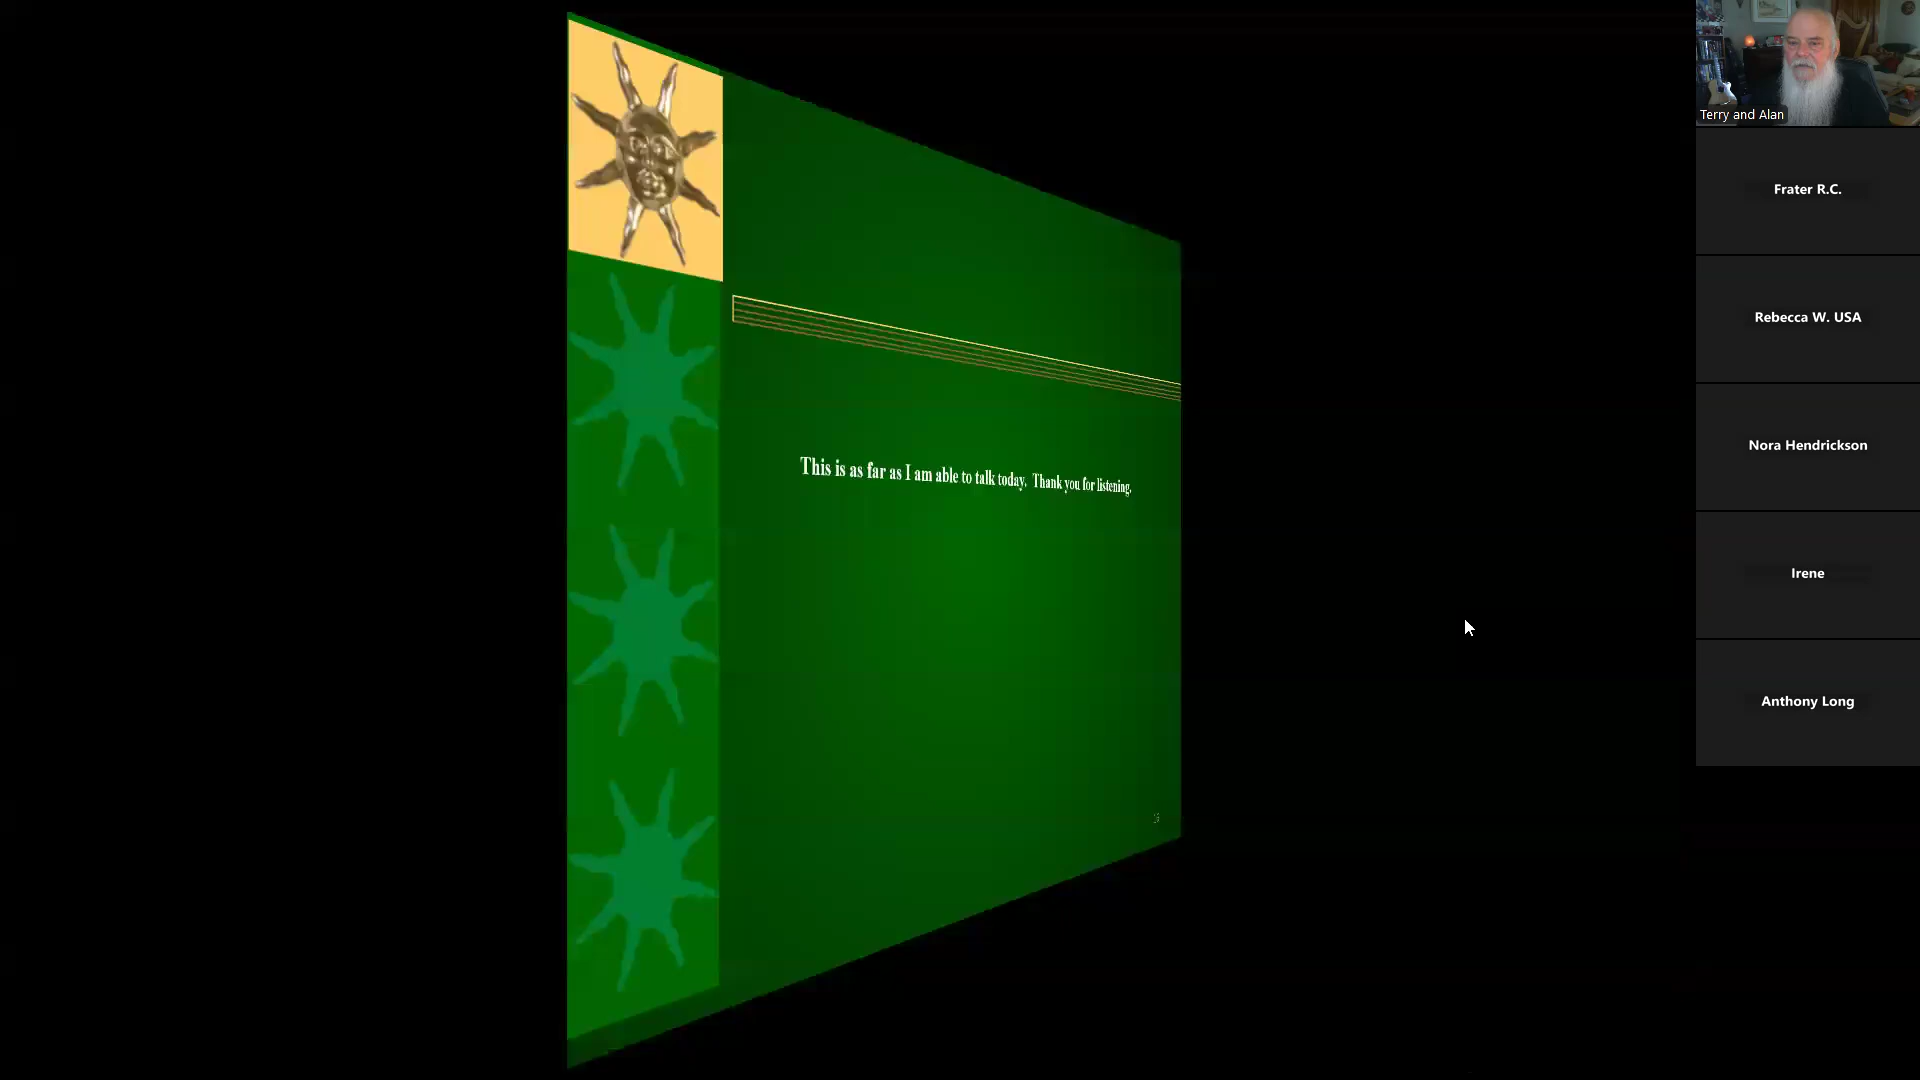 This is as far as I am able to talk today.  Thank you for listening.
Terry and Alan
Frater R.C.
Rebecca W. USA
Nora Hendrickson
Irene
Anthony Long